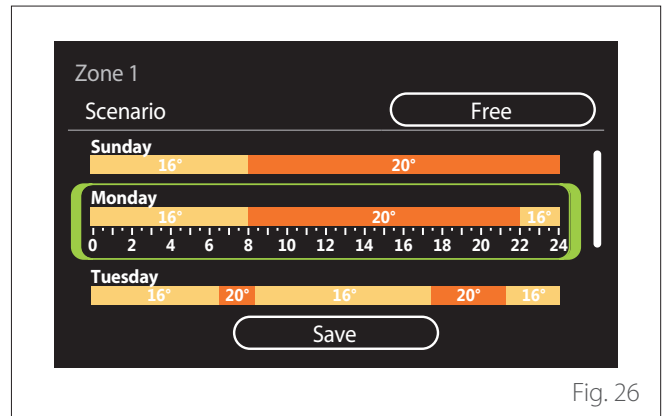 Zone 1
Scenario Free
Sunday
16° 20°
Monday
16° 20° 16°
0 2 4 6 8 10 12 14 16 18 20 22 24
Tuesday
16° 20° 16° 20° 16°
Save
Fig. 26